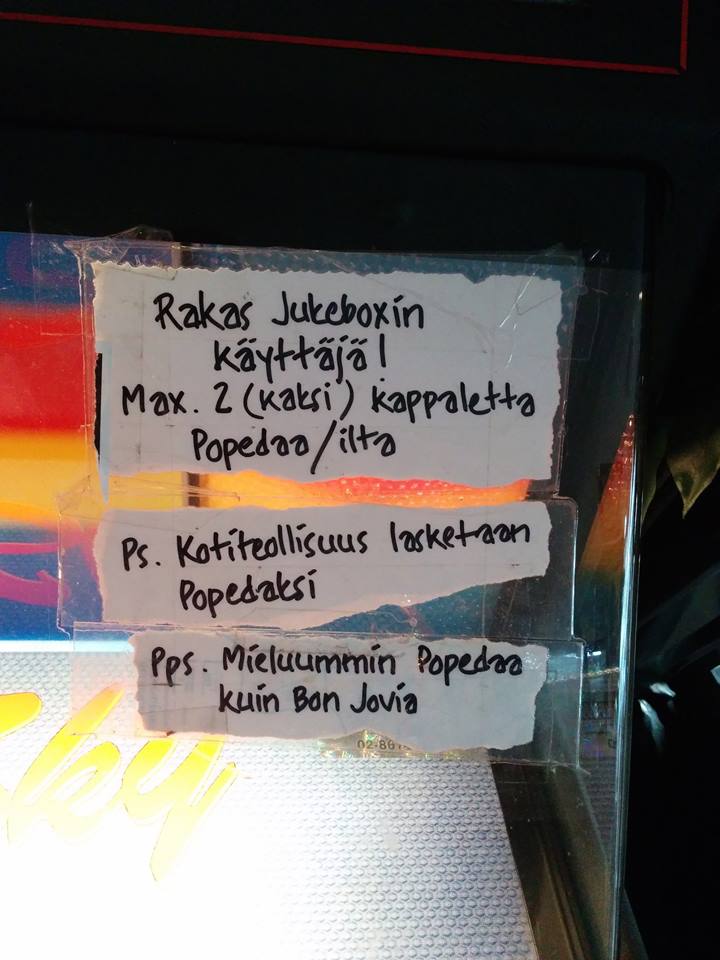 Rakas Jukeboxin
käyttäjä!
Max. 2 (kaksi) kappaletta
Popedaa/ilta
Ps. Kotiteollisuus lasketaan
Popedaksi
Pps. Mieluummin Popedaa
kuin Bon Jovia